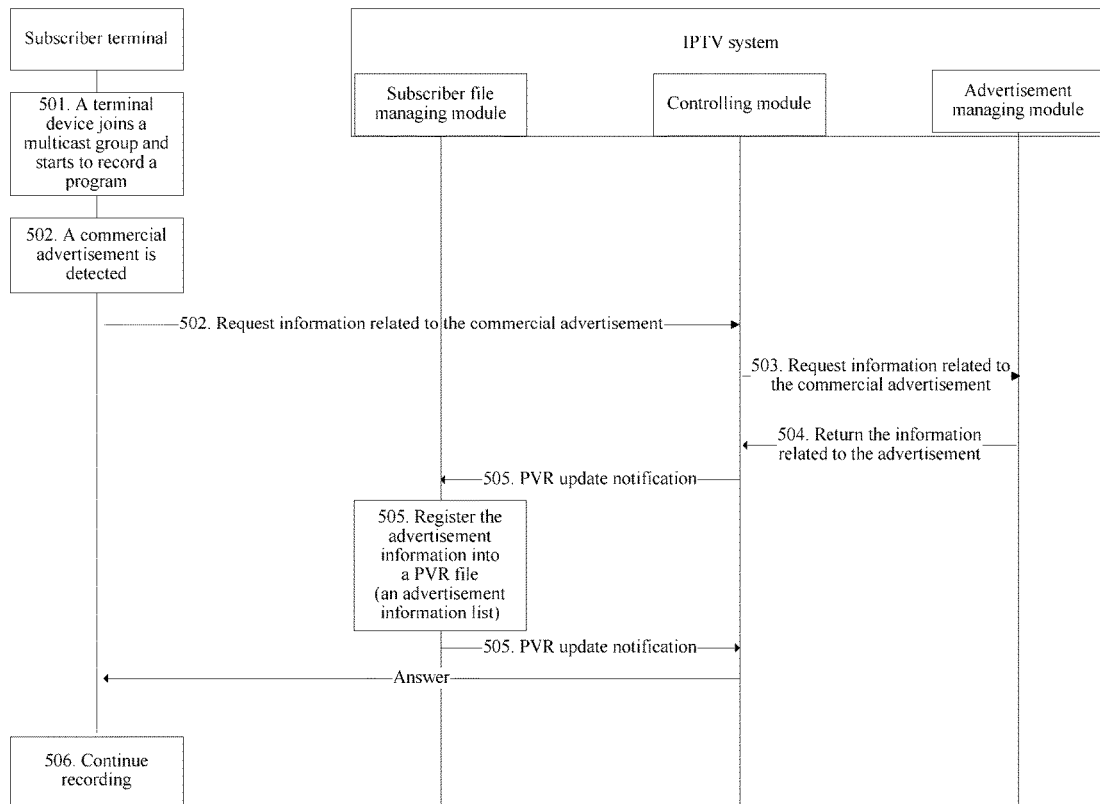 Subscriber terminal
IPTV system
Subscriber file
managing module
Controlling module
Advertisement
managing module
501. A terminal
device joins a
multicast group and
starts to record a
program
502. A commercial
advertisement is
detected
502. Request information related to the commercial advertisement
503. Request information related to
the commercial advertisement
504. Return the information
related to the advertisement
505. PVR update notification
505. Register the
advertisement
information into
a PVR file
(an advertisement
information list)
505. PVR update notification
Answer
506. Continue
recording